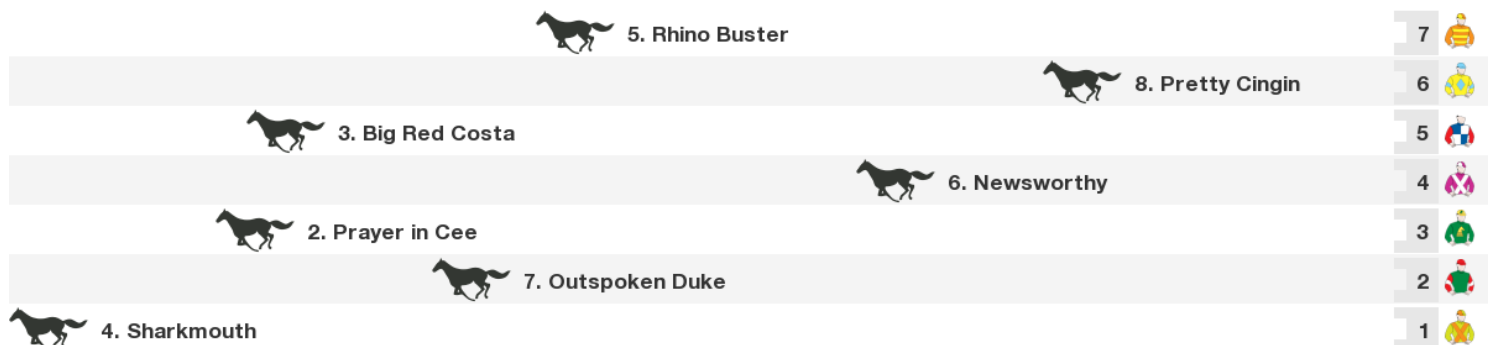 5. Rhino Buster 7
8. Pretty Cingin 6
3. Big Red Costa 5
6. Newsworthy 4
2. Prayer in Cee 3
7. Outspoken Duke 2
4. Sharkmouth 1